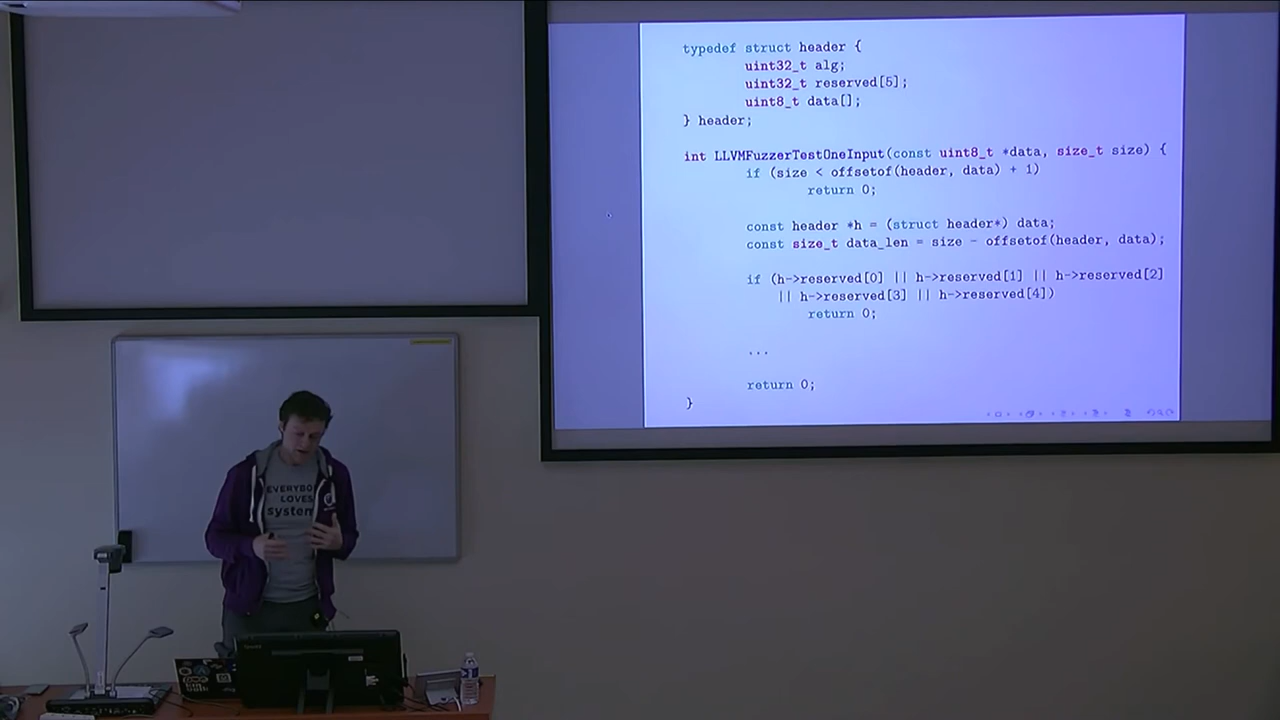 typedef struct header {
uint32_t alg;
uint32_t reserved[5];
uint8_t data[];
} header;
int LLVMFuzzerTestOneInput(const uint8_t *data, size_t size) {
if (size < offsetof(header, data) + 1)
return 0;
const header *h = (struct header*) data;
const size_t data_len = size - offsetof(header, data);
if (h->reserved[0] || h->reserved[1] || h->reserved[2]
|| h->reserved[3] || h->reserved[4])
return 0;
...
return 0;
}
EVERYBO
LOVES
system